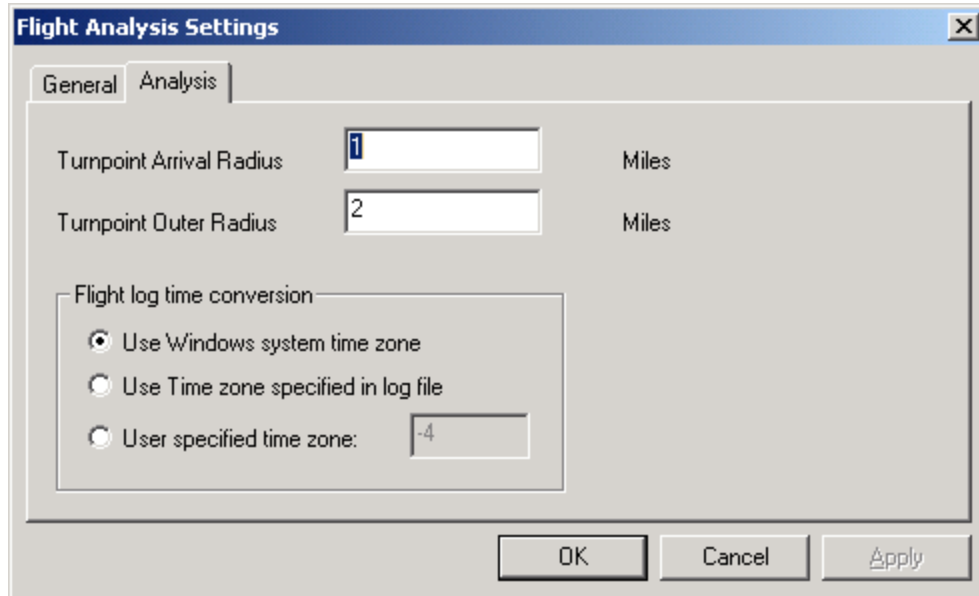 Flight Analysis Settings
General Analysis
Turnpoint Arrival Radius 1 Miles
Turnpoint Outer Radius 2 Miles
Flight log time conversion
Use Windows system time zone
Use Time zone specified in log file
User specified time zone: -4
OK Cancel Apply